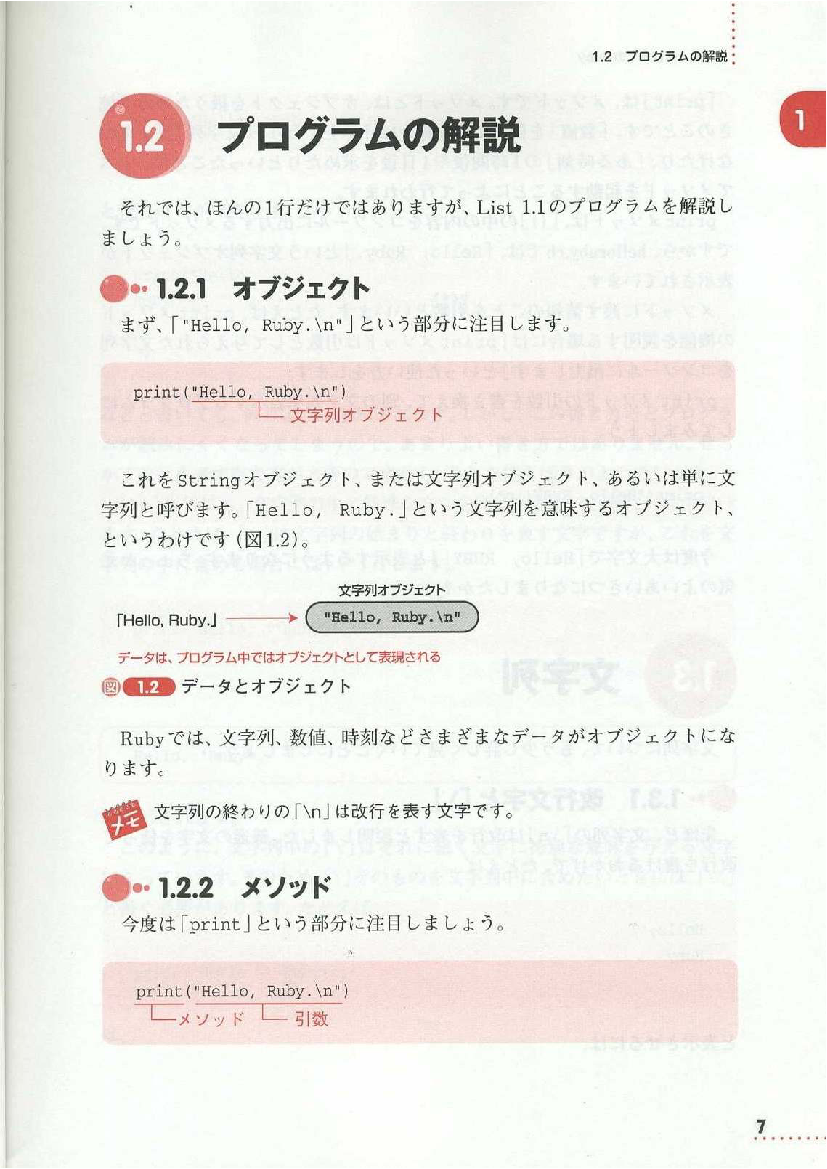 1.2 プログラムの解説
1
1.2 プログラムの解説
それでは、ほんの1行だけではありますが、List 1.1のプログラムを解説し
ましょう。
1.2.1 オブジェクト
まず、「"Hello, Ruby.\n"」という部分に注目します。
print("Hello, Ruby.\n")
文字列オブジェクト
これをStringオブジェクト、または文字列オブジェクト、あるいは単に文
字列と呼びます。「Hello, Ruby.」という文字列を意味するオブジェクト、
というわけです(図1.2)。
文字列オブジェクト
「Hello, Ruby.」 "Hello, Ruby.\n"
データは、プログラム中ではオブジェクトとして表現される
図 1.2 データとオブジェクト
Rubyでは、文字列、数値、時刻などさまざまなデータがオブジェクトにな
ります。
メモ 文字列の終わりの「\n」は改行を表す文字です。
1.2.2 メソッド
今度は「print」という部分に注目しましょう。
print("Hello, Ruby.\n")
メソッド 引数
7